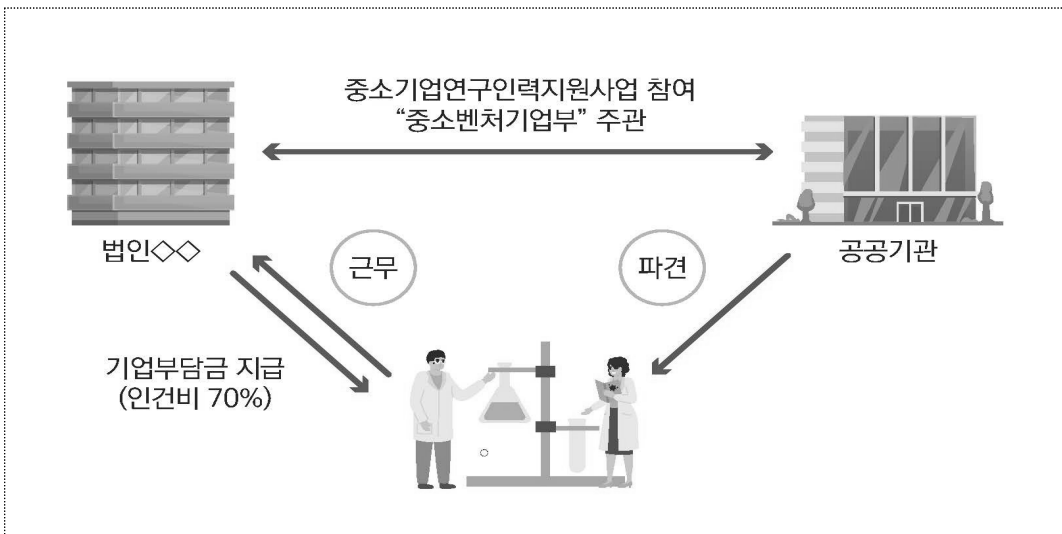 중소기업연구인력지원사업 참여
“중소벤처기업부” 주관
법인◇◇
근무
파견
공공기관
기업부담금 지급
(인건비 70%)